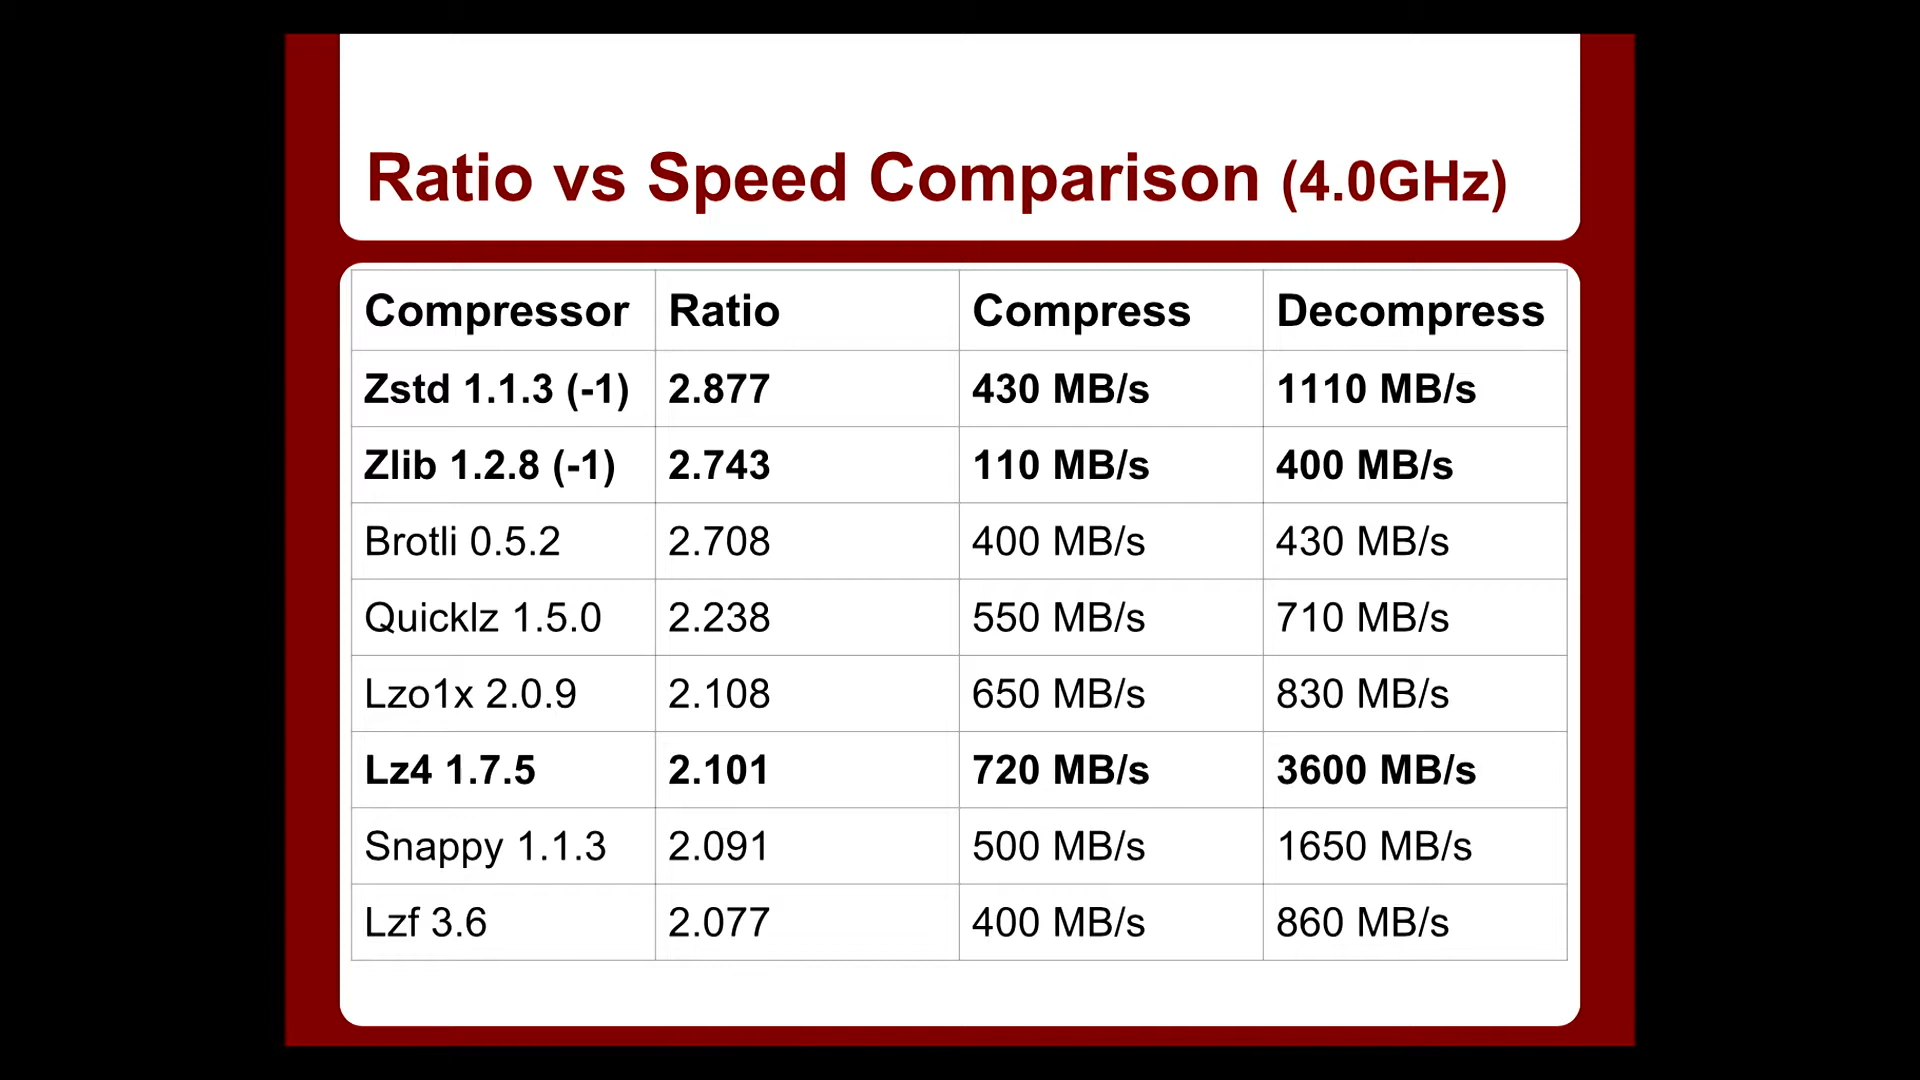 Ratio vs Speed Comparison (4.0GHz)
Compressor Ratio Compress Decompress
Zstd 1.1.3 (-1) 2.877 430 MB/s 1110 MB/s
Zlib 1.2.8 (-1) 2.743 110 MB/s 400 MB/s
Brotli 0.5.2 2.708 400 MB/s 430 MB/s
Quicklz 1.5.0 2.238 550 MB/s 710 MB/s
Lzo1x 2.0.9 2.108 650 MB/s 830 MB/s
Lz4 1.7.5 2.101 720 MB/s 3600 MB/s
Snappy 1.1.3 2.091 500 MB/s 1650 MB/s
Lzf 3.6 2.077 400 MB/s 860 MB/s